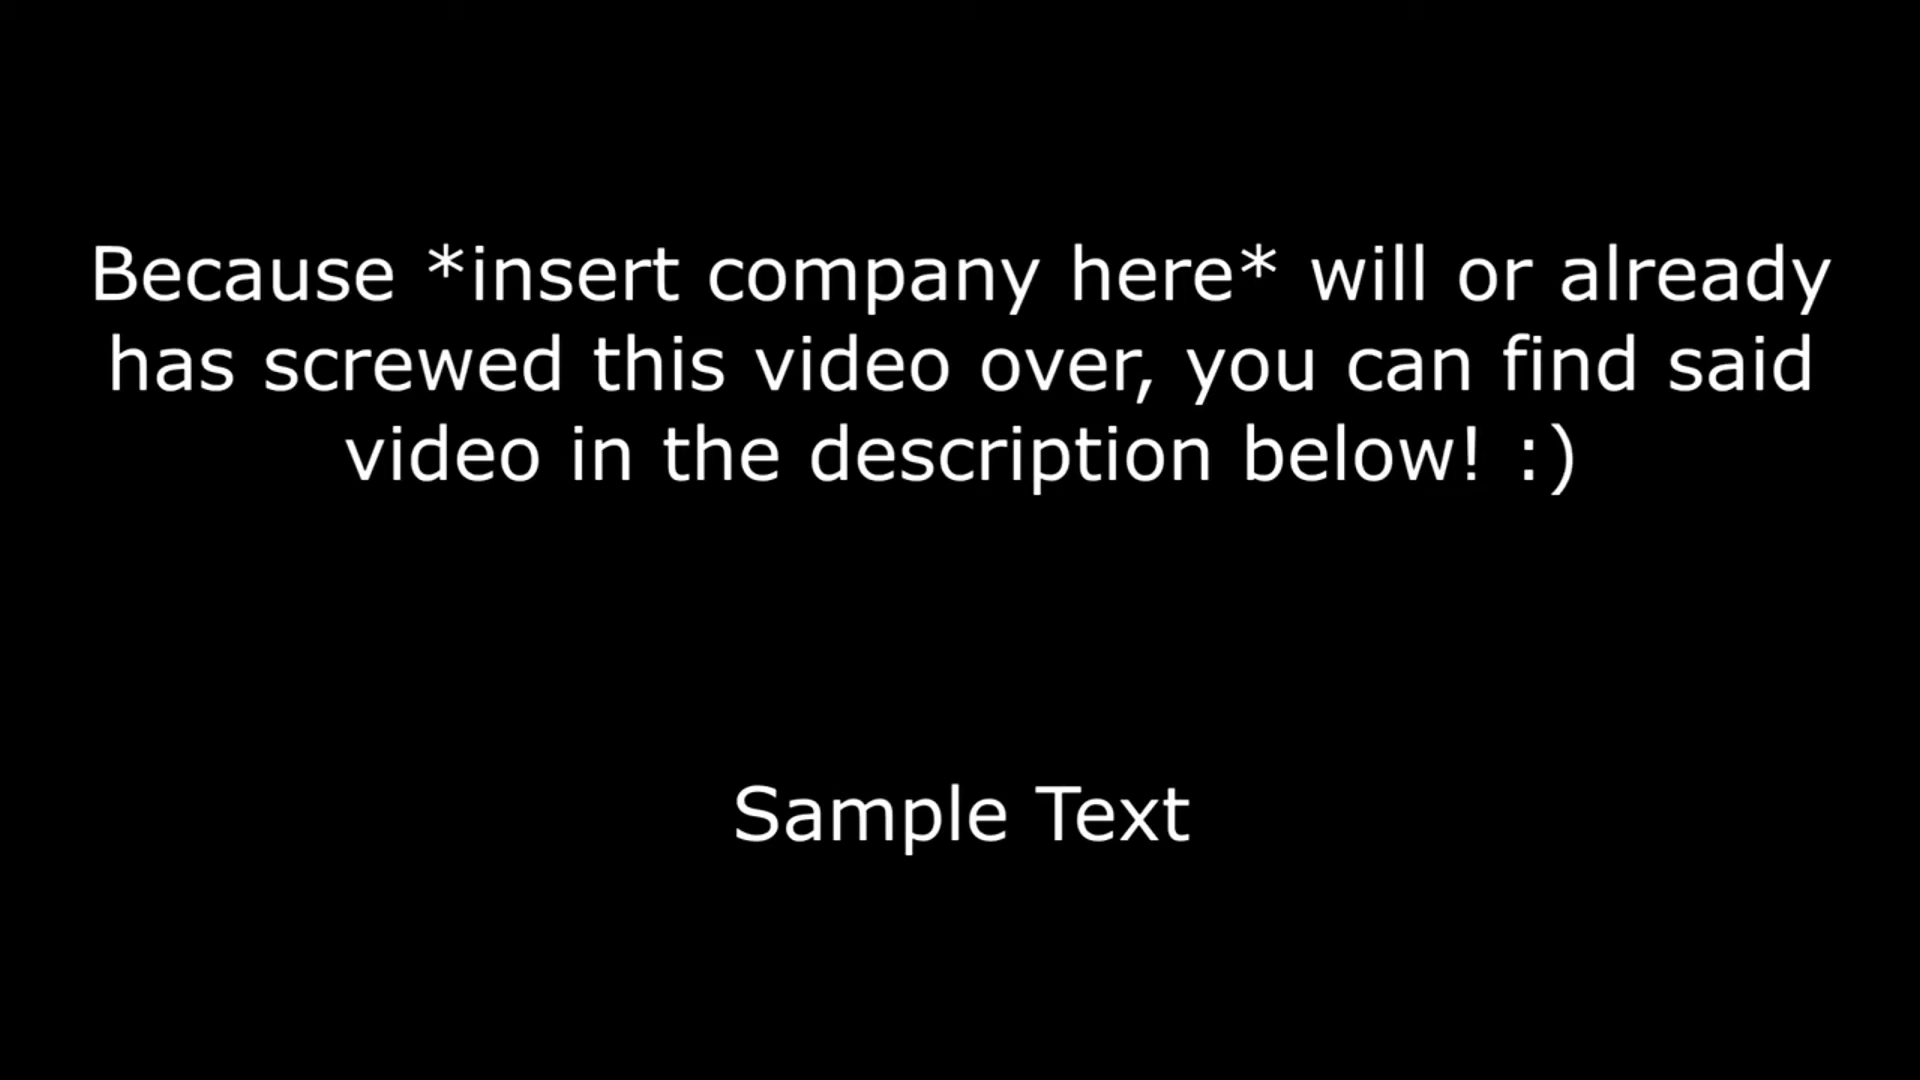 Because *insert company here* will or already
has screwed this video over, you can find said
video in the description below! :)
Sample Text